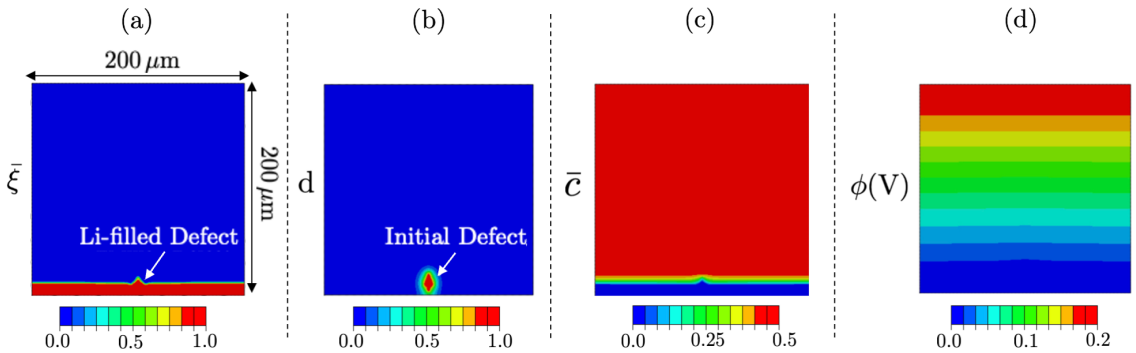 (a)
(b)
(c)
(d)
200 μm
200 μm
ξ̄
d
c̄
ϕ(V)
Li-filled Defect
Initial Defect
0.0 0.5 1.0
0.0 0.5 1.0
0.0 0.25 0.5
0.0 0.1 0.2